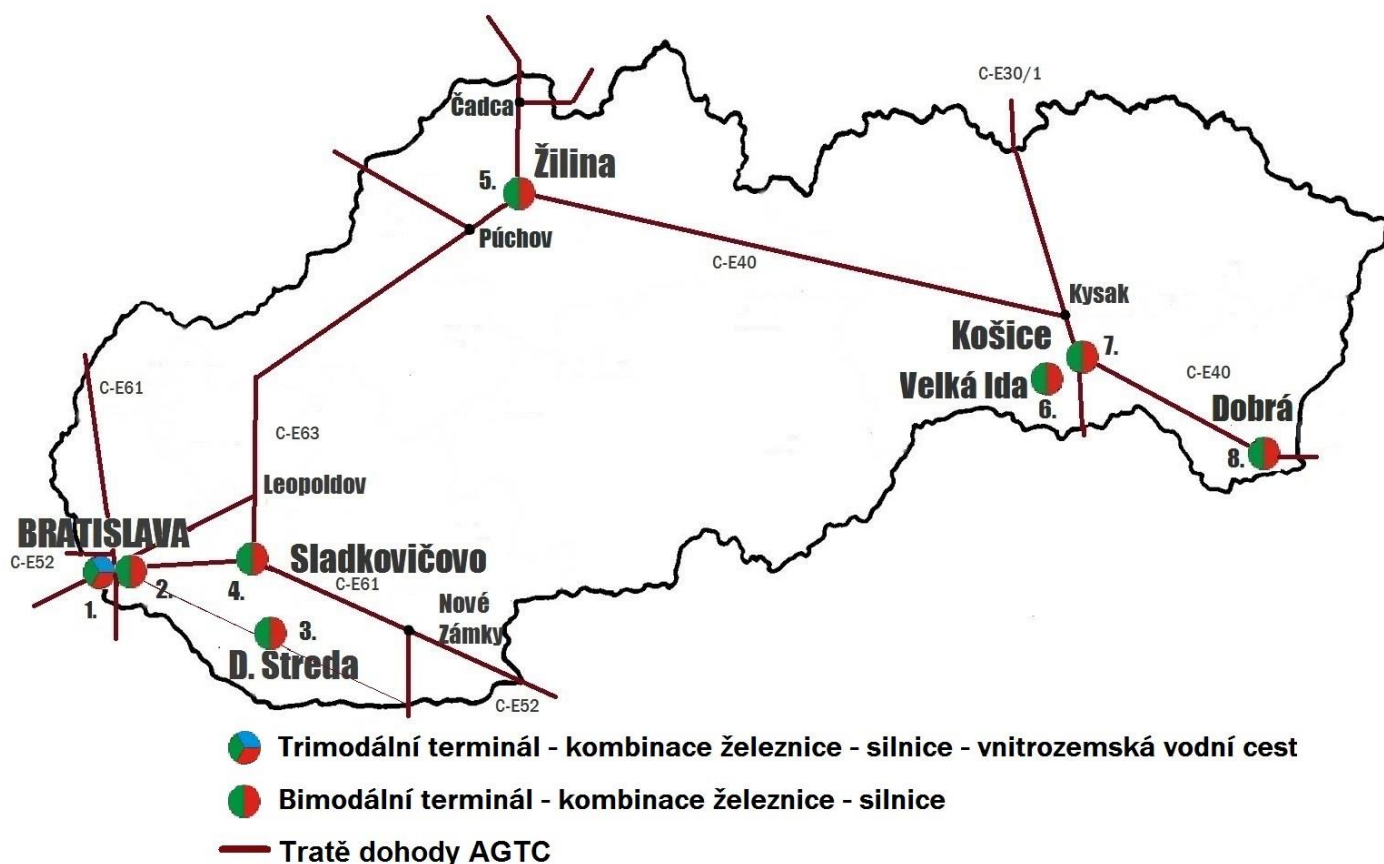 C-E30/1
Čadca
Žilina
5.
Púchov
C-E40
Kysak
Košice
7.
C-E61
Velká Ida
C-E40
6.
Dobrá
8.
C-E63
Leopoldov
BRATISLAVA
C-E52
Sladkovičovo
1.
2.
4.
C-E61
Nové
Zámky
3.
D. Streda
C-E52
Trimodální terminál - kombinace železnice - silnice - vnitrozemská vodní cest
Bimodální terminál - kombinace železnice - silnice
Tratě dohody AGTC